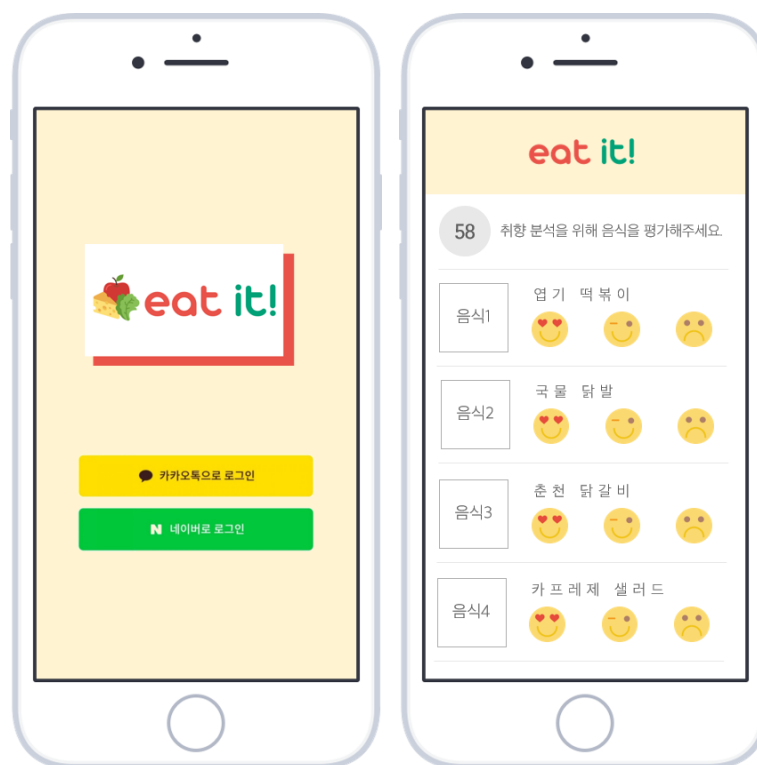 eat it!
카카오톡으로 로그인
N 네이버로 로그인
eat it!
58 취향 분석을 위해 음식을 평가해주세요.
음식1
엽기 떡볶이
음식2
국물 닭발
음식3
춘천 닭갈비
음식4
카프레제 샐러드